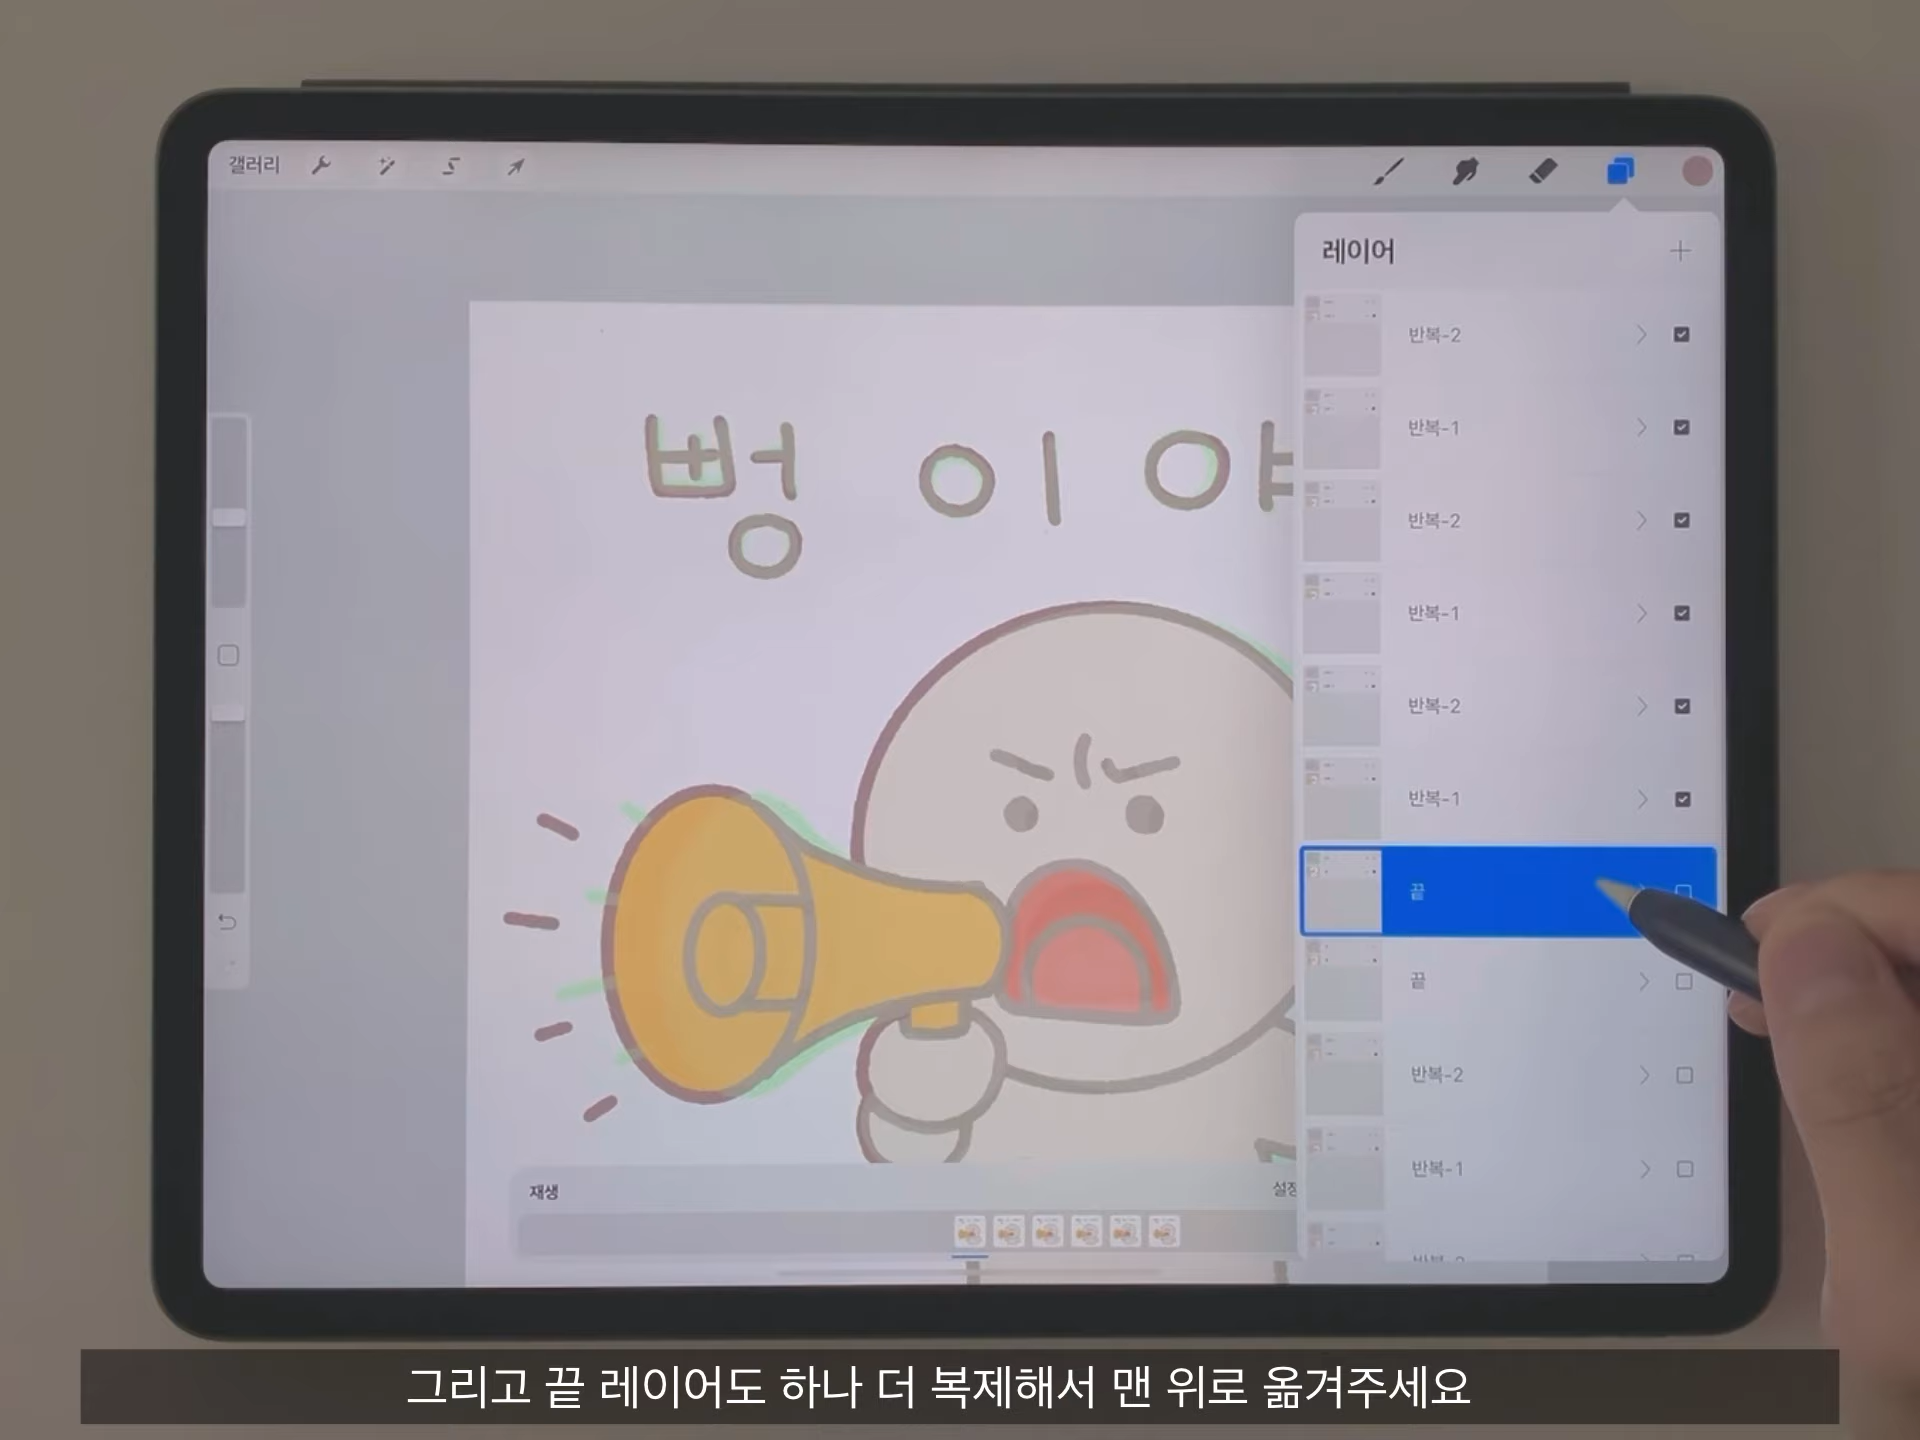 갤러리
레이어
반복-2
반복-1
반복-2
반복-1
반복-2
반복-1
끝
끝
반복-2
반복-1
빵이야
재생
설정
그리고 끝 레이어도 하나 더 복제해서 맨 위로 옮겨주세요